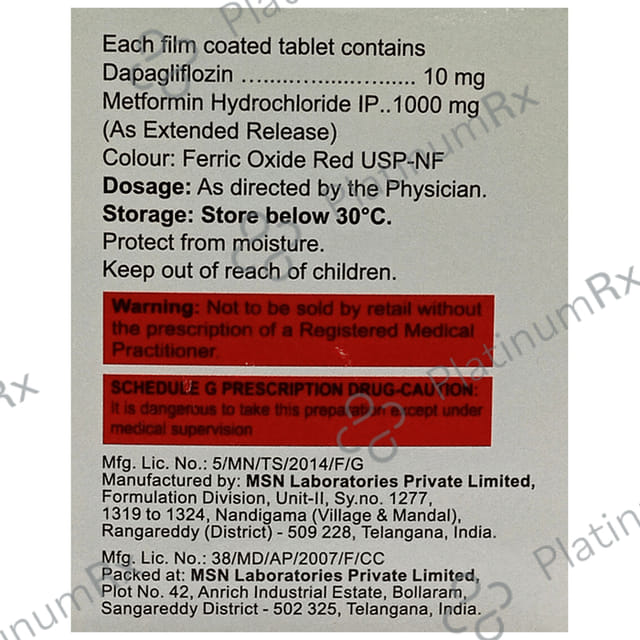 Each film coated tablet contains
Dapagliflozin ....................... 10 mg
Metformin Hydrochloride IP..1000 mg
(As Extended Release)
Colour: Ferric Oxide Red USP-NF
Dosage: As directed by the Physician.
Storage: Store below 30°C.
Protect from moisture.
Keep out of reach of children.
Warning: Not to be sold by retail without
the prescription of a Registered Medical
Practitioner.
SCHEDULE G PRESCRIPTION DRUG-CAUTION:
It is dangerous to take this preparation except under
medical supervision
Mfg. Lic. No.: 5/MN/TS/2014/F/G
Manufactured by: MSN Laboratories Private Limited,
Formulation Division, Unit-II, Sy.no. 1277,
1319 to 1324, Nandigama (Village & Mandal),
Rangareddy (District) - 509 228, Telangana, India.
Mfg. Lic. No.: 38/MD/AP/2007/F/CC
Packed at: MSN Laboratories Private Limited,
Plot No. 42, Anrich Industrial Estate, Bollaram,
Sangareddy District - 502 325, Telangana, India.
PlatinumRx
PlatinumRx
PlatinumRx